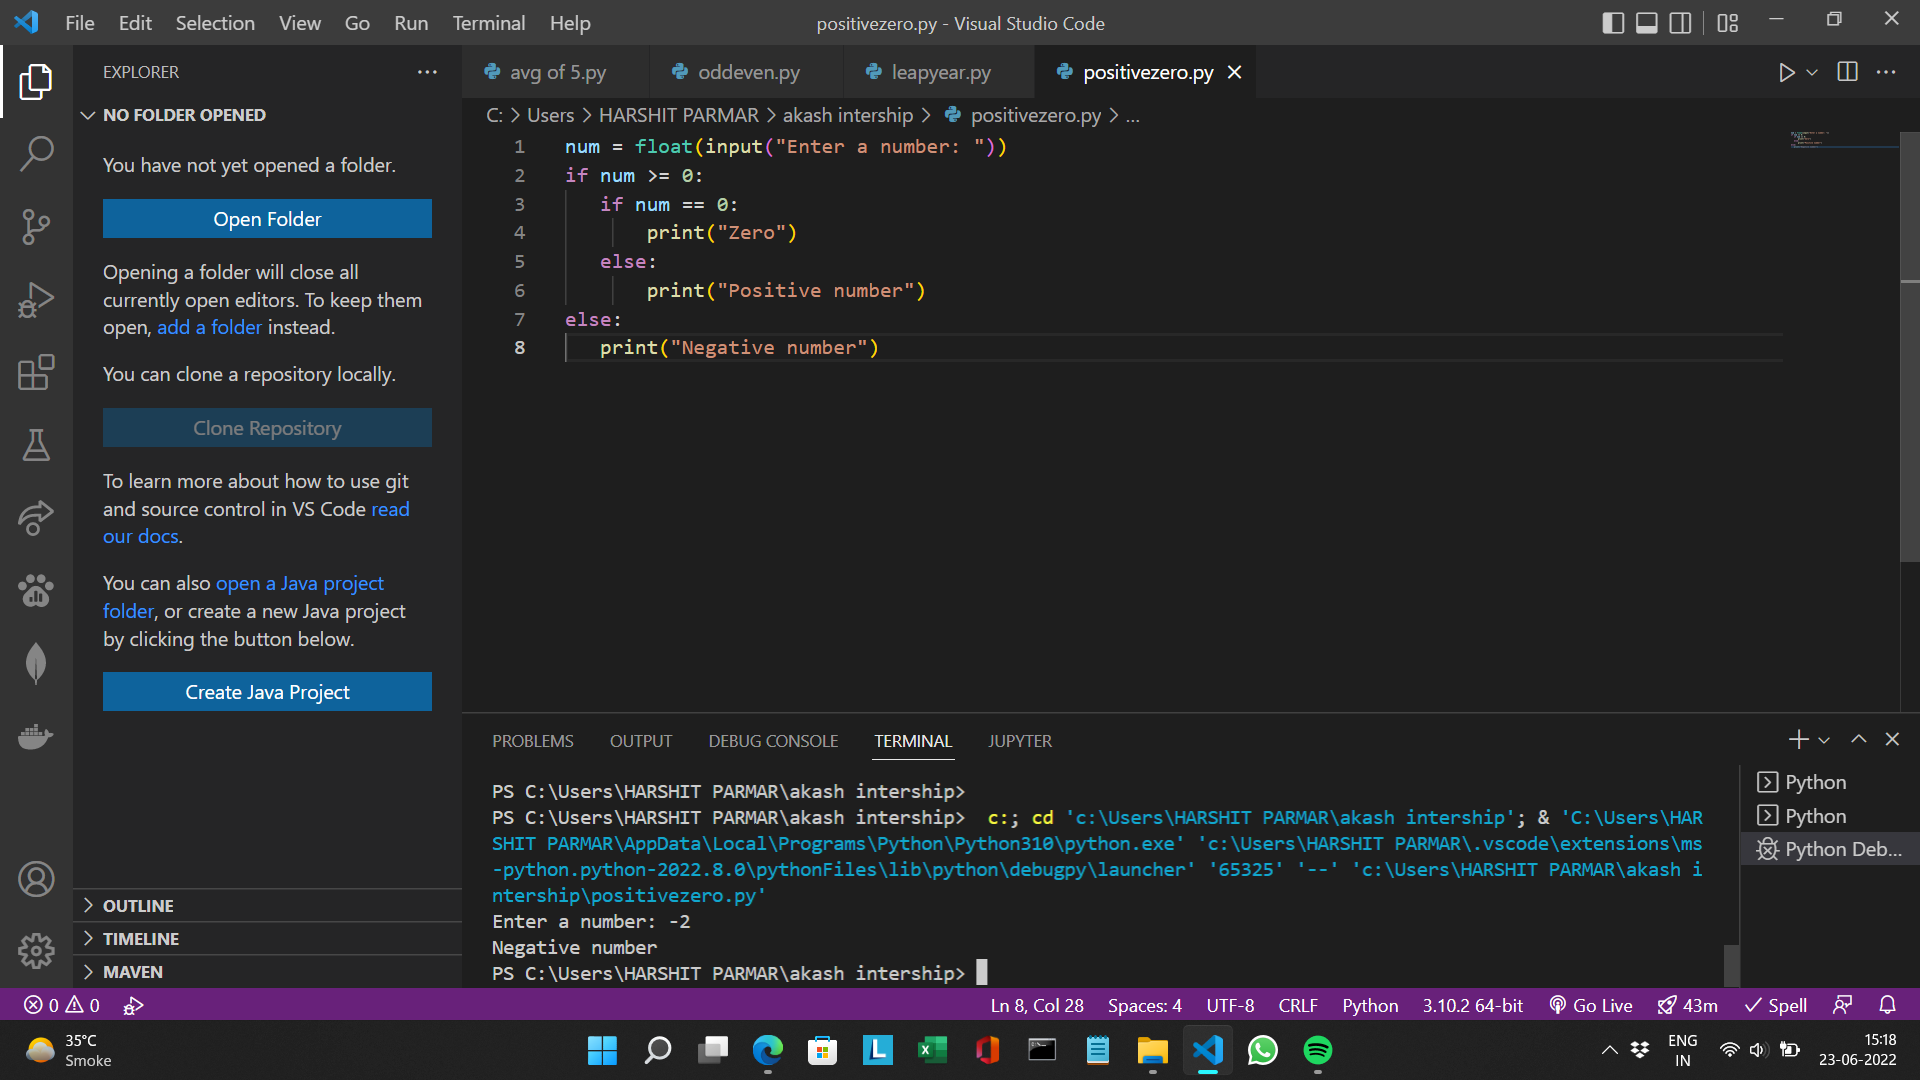 File Edit Selection View Go Run Terminal Help
positivezero.py - Visual Studio Code
EXPLORER
NO FOLDER OPENED
You have not yet opened a folder.
Open Folder
Opening a folder will close all
currently open editors. To keep them
open, add a folder instead.
You can clone a repository locally.
Clone Repository
To learn more about how to use git
and source control in VS Code read
our docs.
You can also open a Java project
folder, or create a new Java project
by clicking the button below.
Create Java Project
OUTLINE
TIMELINE
MAVEN
avg of 5.py oddeven.py leapyear.py positivezero.py
C: > Users > HARSHIT PARMAR > akash intership > positivezero.py > ...
1 num = float(input("Enter a number: "))
2 if num >= 0:
3 if num == 0:
4 print("Zero")
5 else:
6 print("Positive number")
7 else:
8 print("Negative number")
PROBLEMS OUTPUT DEBUG CONSOLE TERMINAL JUPYTER
PS C:\Users\HARSHIT PARMAR\akash intership>
PS C:\Users\HARSHIT PARMAR\akash intership>  c:; cd 'c:\Users\HARSHIT PARMAR\akash intership'; & 'C:\Users\HAR
SHIT PARMAR\AppData\Local\Programs\Python\Python310\python.exe' 'c:\Users\HARSHIT PARMAR\.vscode\extensions\ms
-python.python-2022.8.0\pythonFiles\lib\python\debugpy\launcher' '65325' '--' 'c:\Users\HARSHIT PARMAR\akash i
ntership\positivezero.py'
Enter a number: -2
Negative number
PS C:\Users\HARSHIT PARMAR\akash intership>
Python
Python
Python Deb...
0 0 Ln 8, Col 28 Spaces: 4 UTF-8 CRLF Python 3.10.2 64-bit Go Live 43m Spell
35°C
Smoke
ENG
IN
15:18
23-06-2022